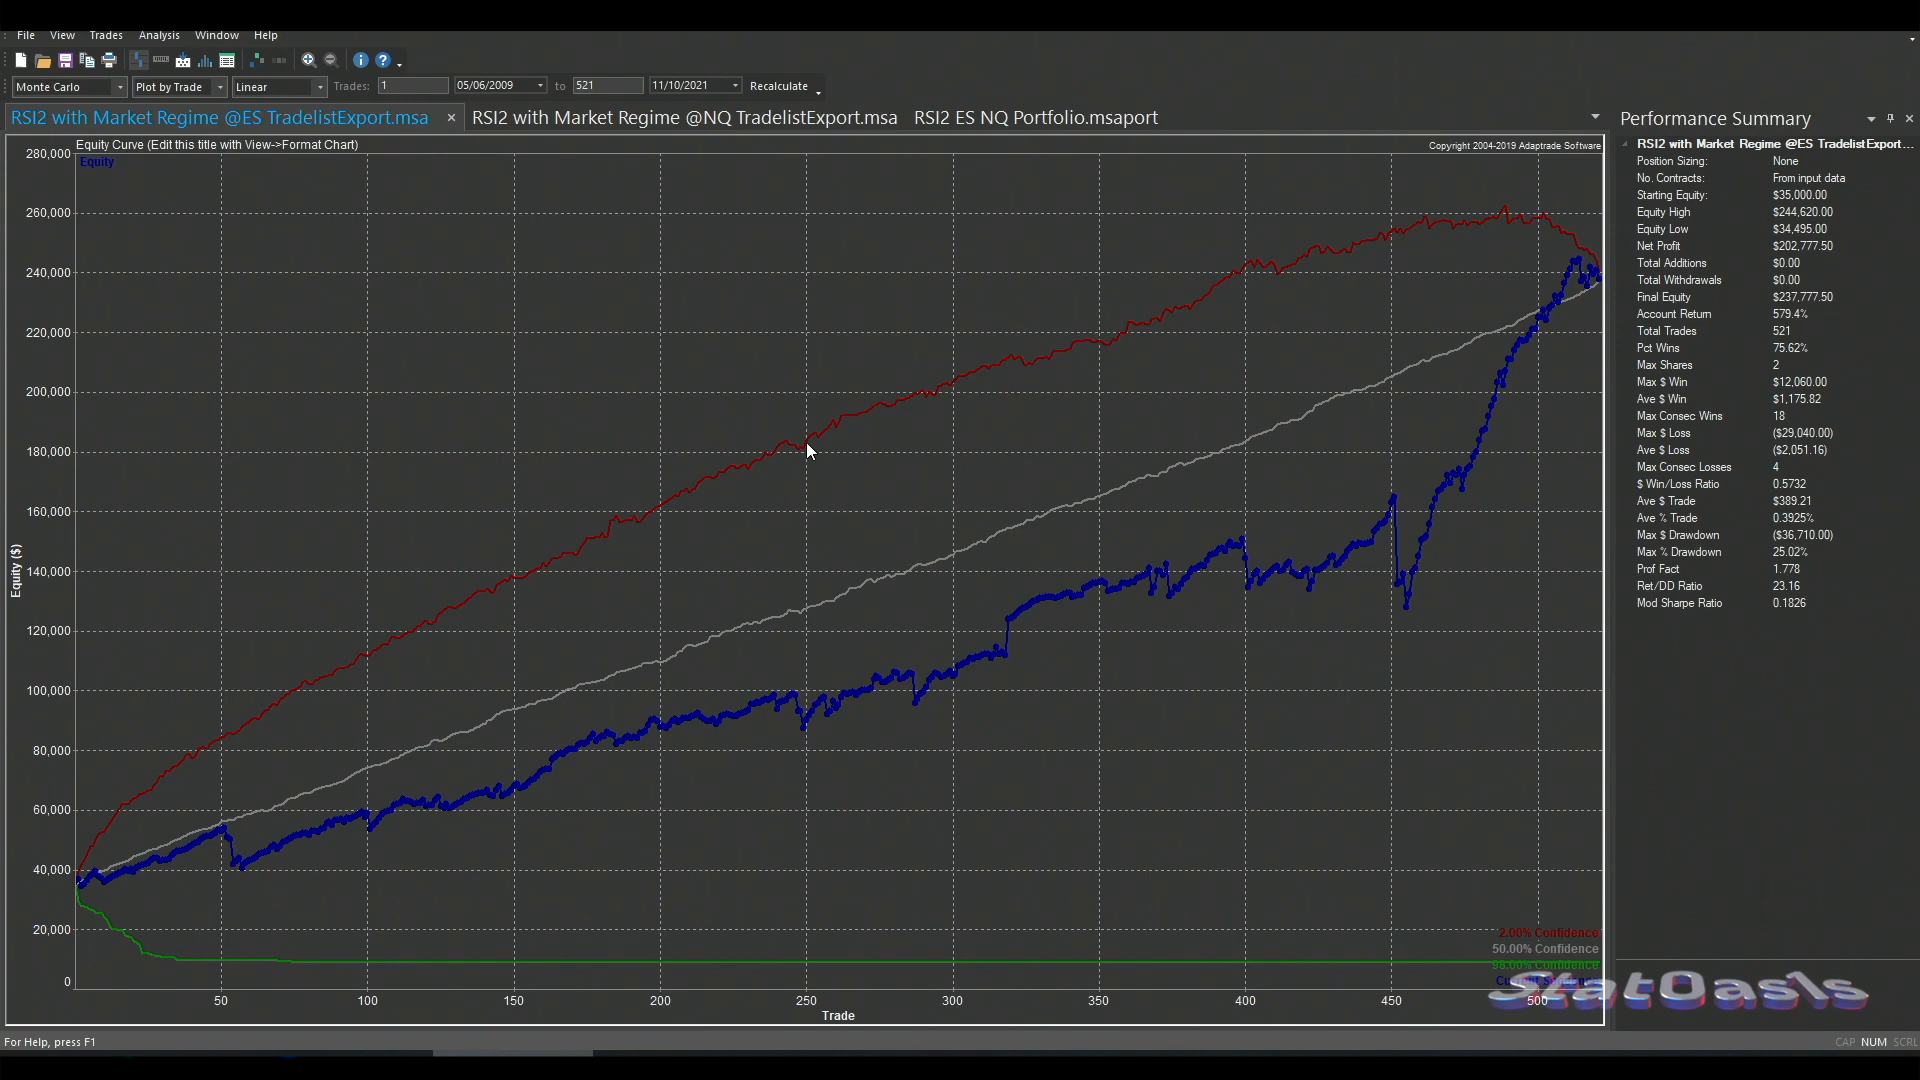 File View Trades Analysis Window Help
Monte Carlo Plot by Trade Linear Trades: 1 05/06/2009 to 521 11/10/2021 Recalculate
RSI2 with Market Regime @ES TradelistExport.msa RSI2 with Market Regime @NQ TradelistExport.msa RSI2 ES NQ Portfolio.msaport
Performance Summary
Equity Curve (Edit this title with View->Format Chart)
Copyright 2004-2019 Adaptrade Software
Equity
280,000
260,000
240,000
220,000
200,000
180,000
160,000
140,000
120,000
100,000
80,000
60,000
40,000
20,000
0
Equity ($)
50 100 150 200 250 300 350 400 450 500
Trade
2.00% Confidence
50.00% Confidence
98.00% Confidence
RSI2 with Market Regime @ES TradelistExport...
Position Sizing: None
No. Contracts: From input data
Starting Equity: $35,000.00
Equity High $244,620.00
Equity Low $34,495.00
Net Profit $202,777.50
Total Additions $0.00
Total Withdrawals $0.00
Final Equity $237,777.50
Account Return 579.4%
Total Trades 521
Pct Wins 75.62%
Max Shares 2
Max $ Win $12,060.00
Ave $ Win $1,175.82
Max Consec Wins 18
Max $ Loss ($29,040.00)
Ave $ Loss ($2,051.16)
Max Consec Losses 4
$ Win/Loss Ratio 0.5732
Ave $ Trade $389.21
Ave % Trade 0.3925%
Max $ Drawdown ($36,710.00)
Max % Drawdown 25.02%
Prof Fact 1.778
Ret/DD Ratio 23.16
Mod Sharpe Ratio 0.1826
StatOasis
For Help, press F1
CAP NUM SCRL